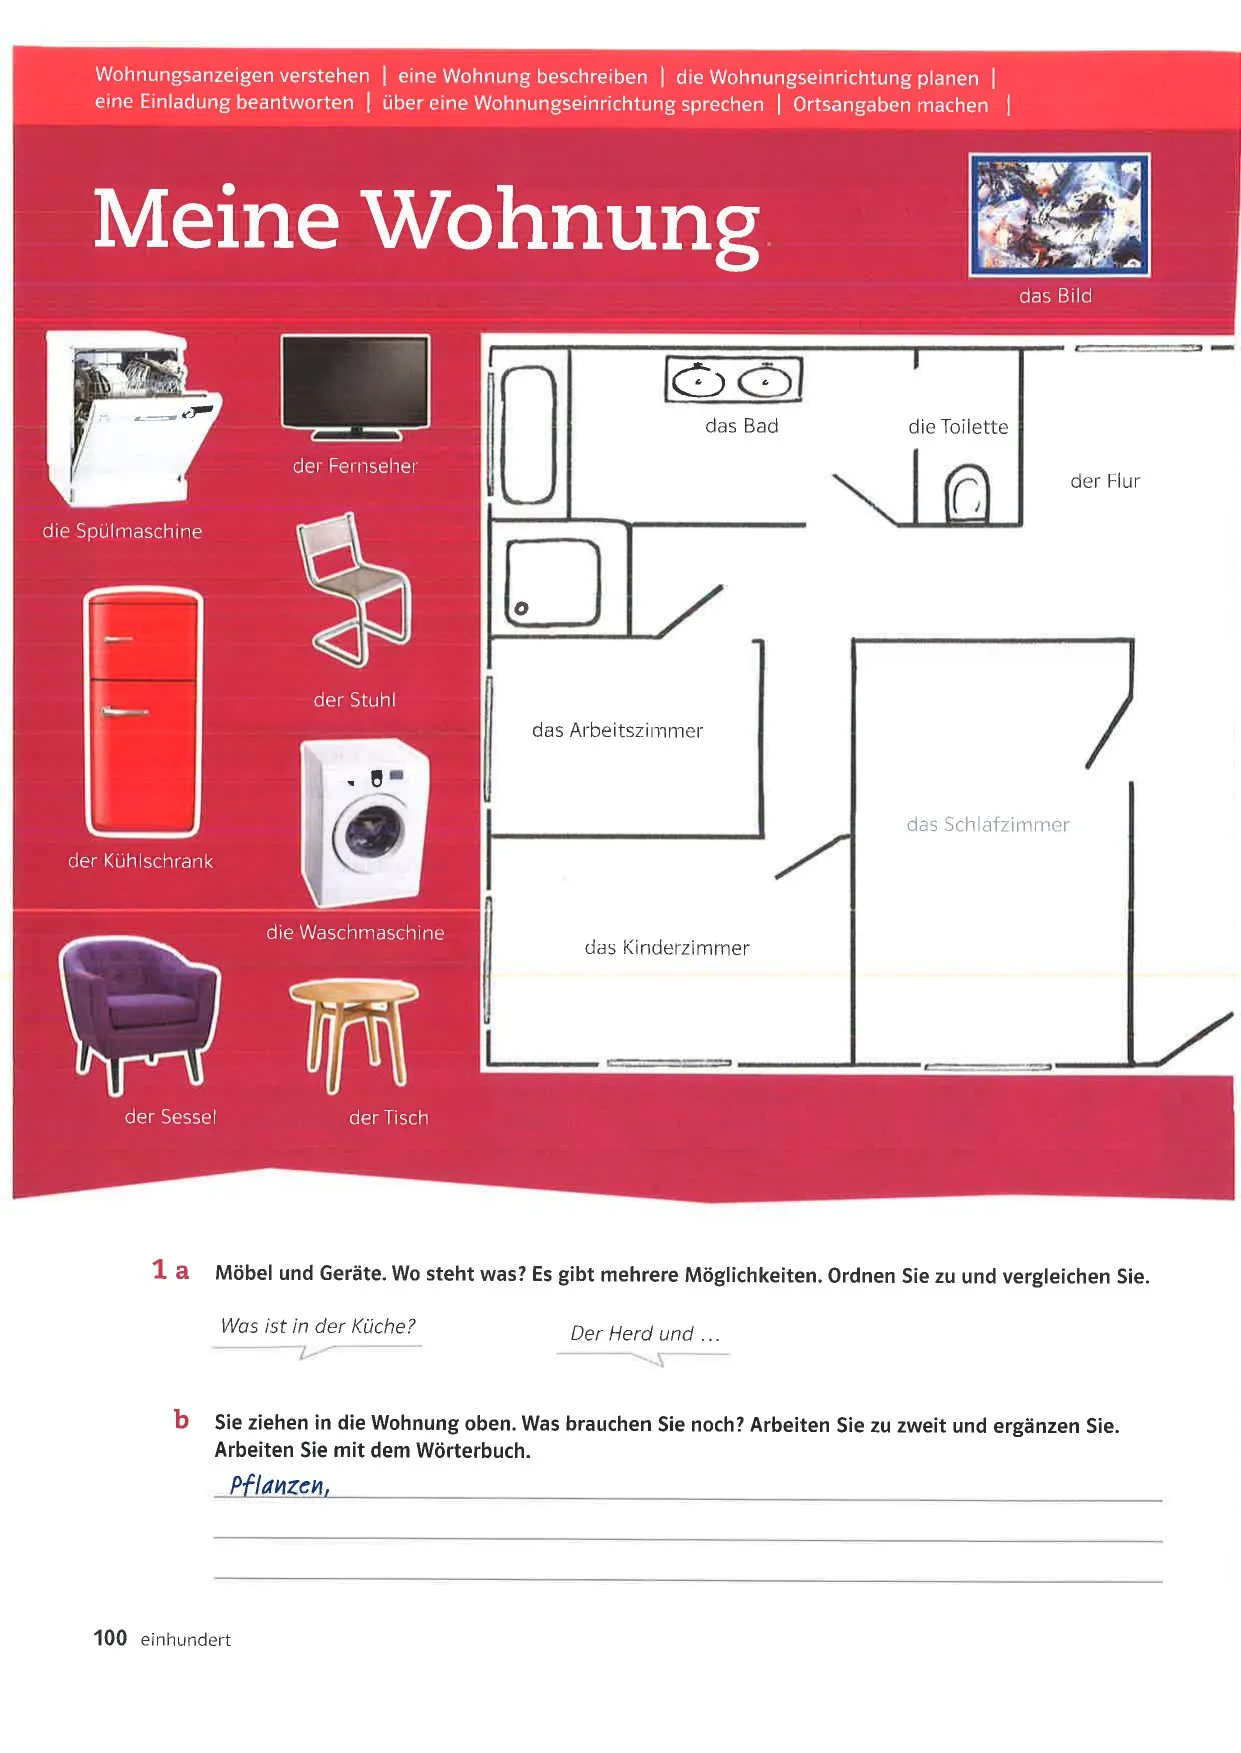 Wohnungsanzeigen verstehen | eine Wohnung beschreiben | die Wohnungseinrichtung planen |
eine Einladung beantworten | über eine Wohnungseinrichtung sprechen | Ortsangaben machen |
Meine Wohnung
das Bild
die Spülmaschine
der Fernseher
der Stuhl
der Kühlschrank
die Waschmaschine
der Sessel
der Tisch
das Bad
die Toilette
der Flur
das Arbeitszimmer
das Schlafzimmer
das Kinderzimmer
1 a Möbel und Geräte. Wo steht was? Es gibt mehrere Möglichkeiten. Ordnen Sie zu und vergleichen Sie.
Was ist in der Küche?
Der Herd und ...
b Sie ziehen in die Wohnung oben. Was brauchen Sie noch? Arbeiten Sie zu zweit und ergänzen Sie.
Arbeiten Sie mit dem Wörterbuch.
Pflanzen,
100 einhundert